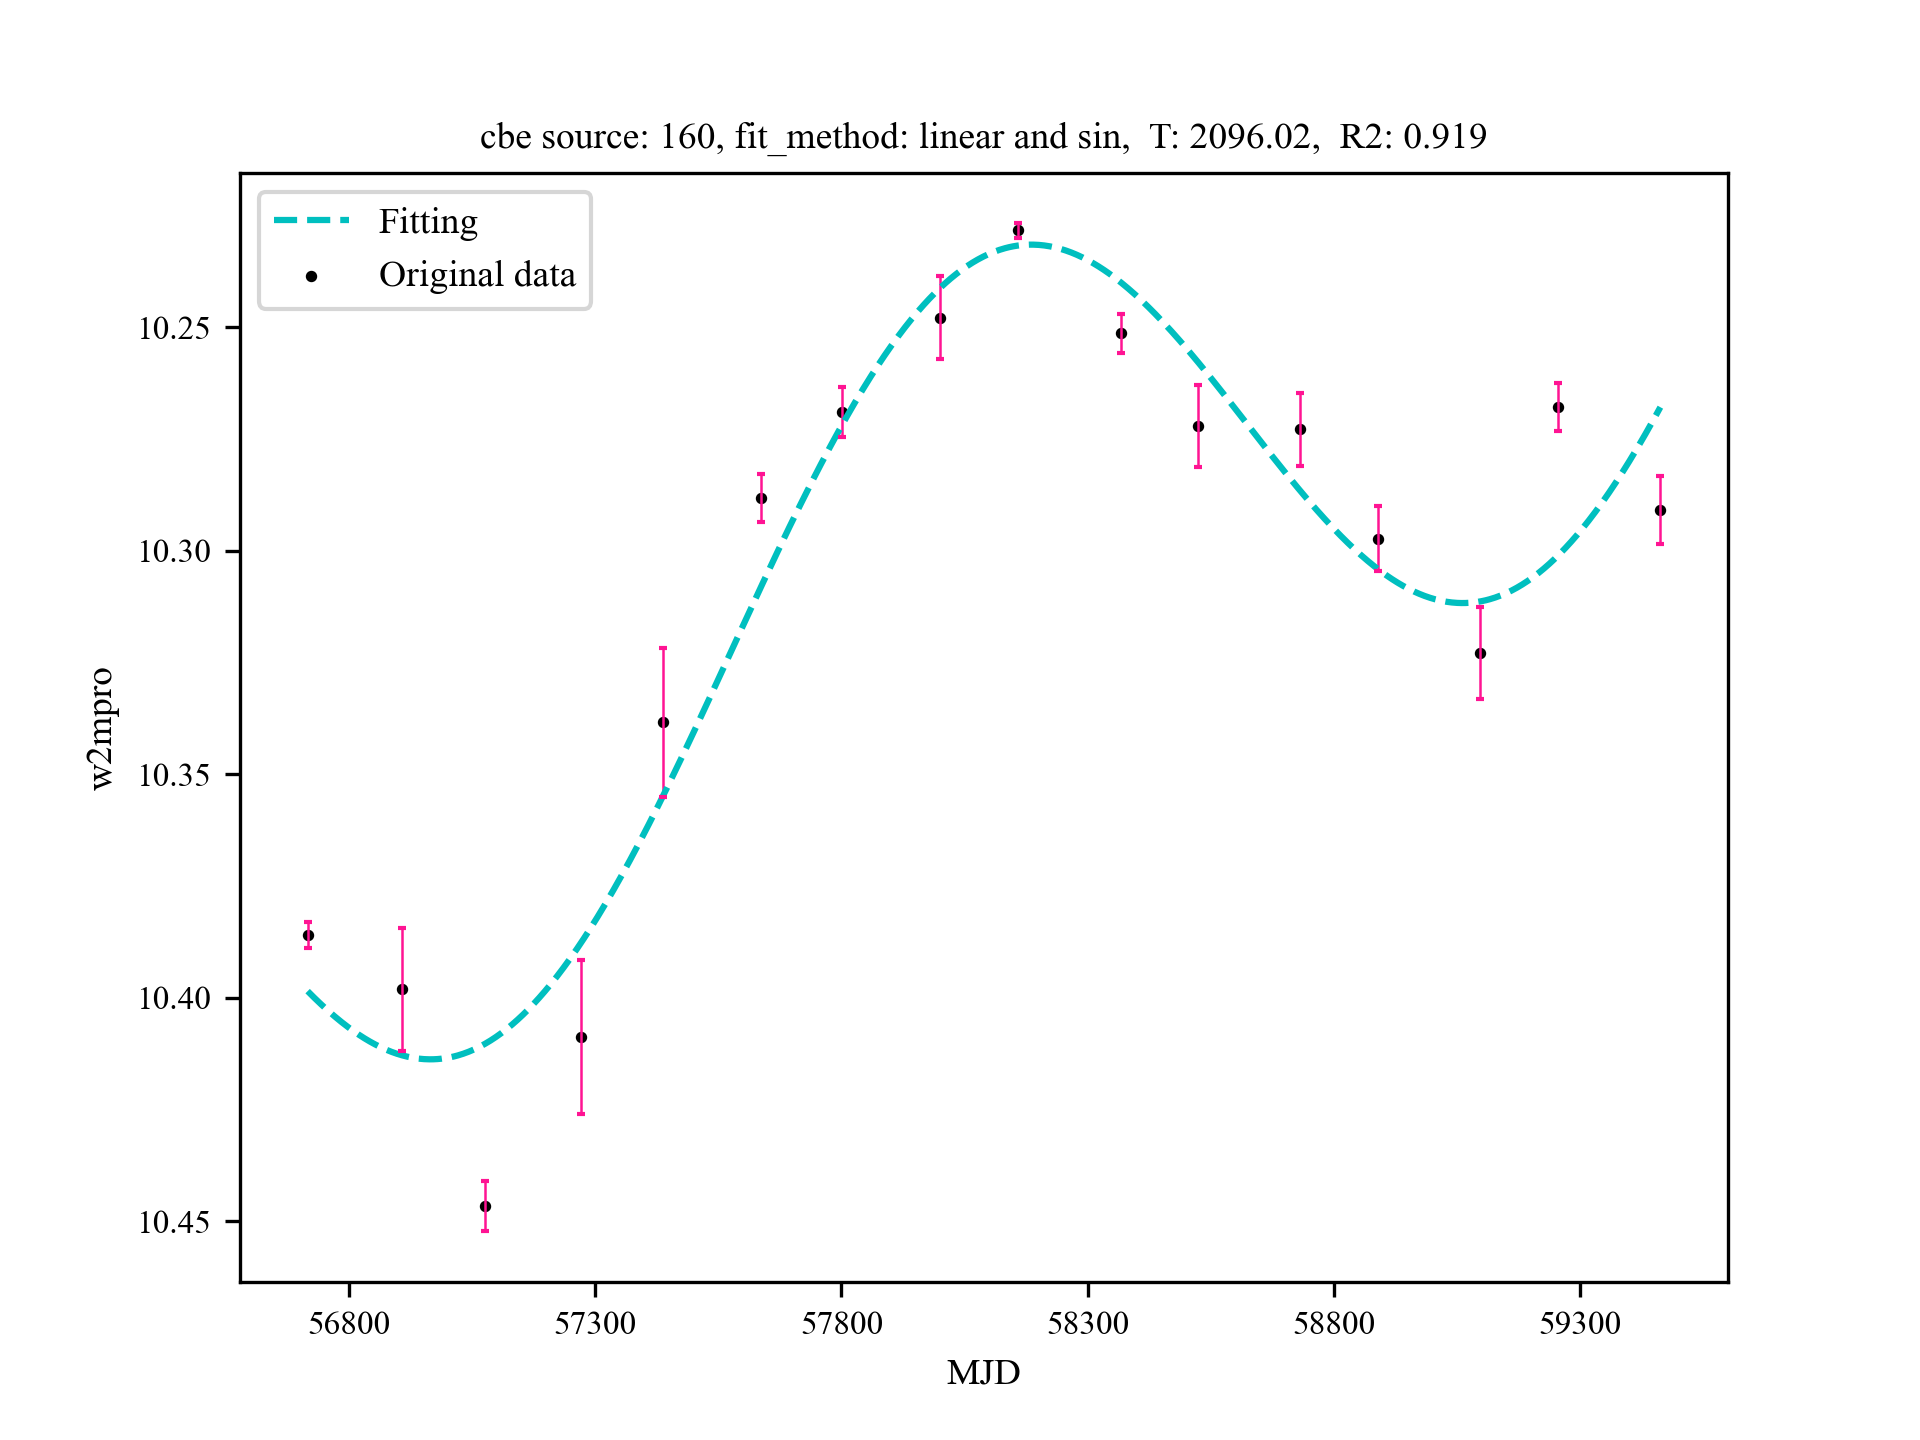 cbe source: 160, fit_method: linear and sin,  T: 2096.02,  R2: 0.919
Fitting
Original data
10.25
10.30
10.35
10.40
10.45
w2mpro
56800 57300 57800 58300 58800 59300
MJD